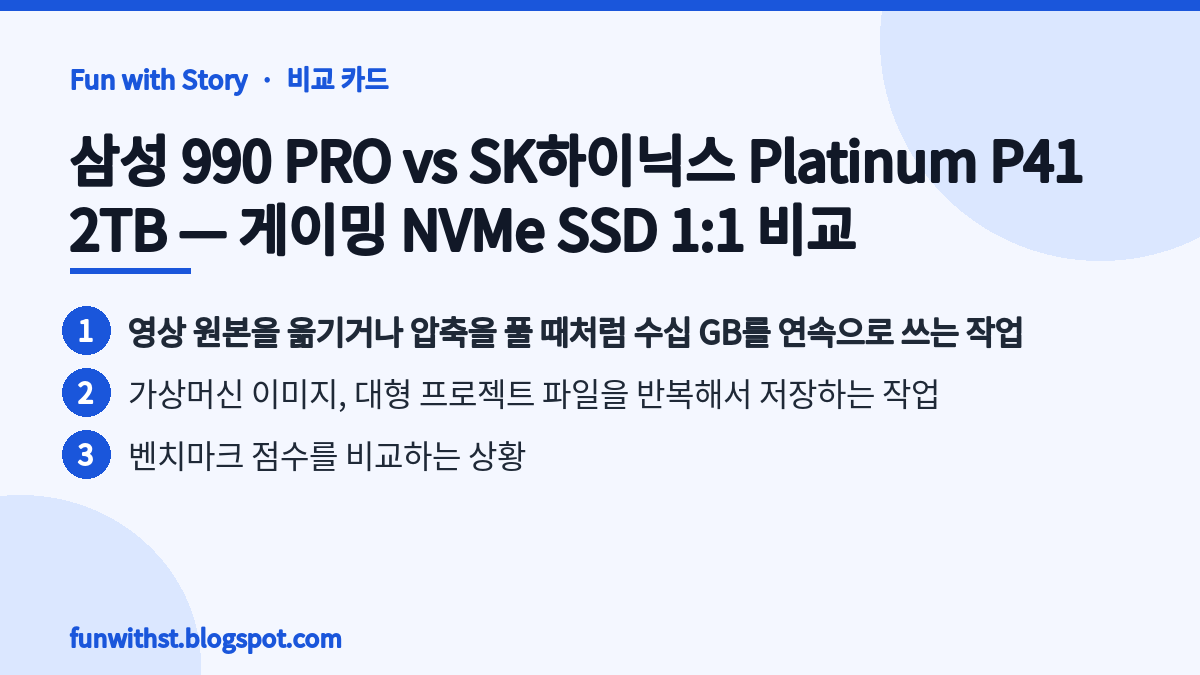 Fun with Story · 비교 카드
삼성 990 PRO vs SK하이닉스 Platinum P41
2TB — 게이밍 NVMe SSD 1:1 비교
1 영상 원본을 옮기거나 압축을 풀 때처럼 수십 GB를 연속으로 쓰는 작업
2 가상머신 이미지, 대형 프로젝트 파일을 반복해서 저장하는 작업
3 벤치마크 점수를 비교하는 상황
funwithst.blogspot.com